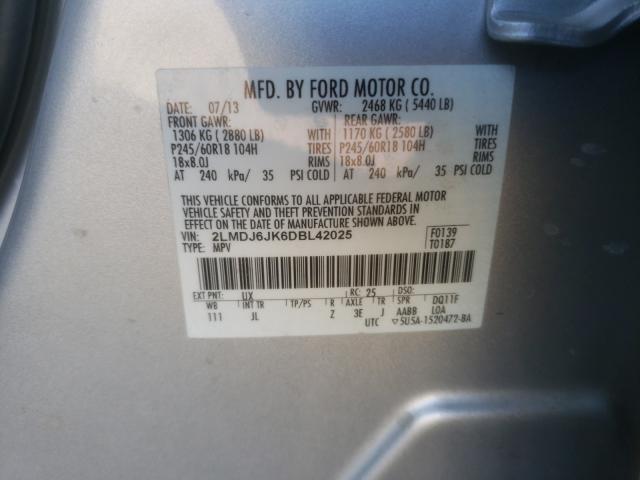 MFD. BY FORD MOTOR CO.
DATE: 07/13 GVWR: 2468 KG ( 5440 LB)
FRONT GAWR: REAR GAWR:
1306 KG ( 2880 LB) WITH 1170 KG ( 2580 LB) WITH
P245/60R18 104H TIRES P245/60R18 104H TIRES
18x8.0J RIMS 18x8.0J RIMS
AT 240 kPa/ 35 PSI COLD AT 240 kPa/ 35 PSI COLD
THIS VEHICLE CONFORMS TO ALL APPLICABLE FEDERAL MOTOR
VEHICLE SAFETY AND THEFT PREVENTION STANDARDS IN
EFFECT ON THE DATE OF MANUFACTURE SHOWN ABOVE.
VIN: 2LMDJ6JK6DBL42025 F0139
TYPE: MPV T0187
EXT PNT: UX RC: 25 DSO:
WB INT TR TP/PS R AXLE TR SPR DQ11F
111 JL Z 3E J AABB LOA
UTC ▽5U5A-1520472-BA